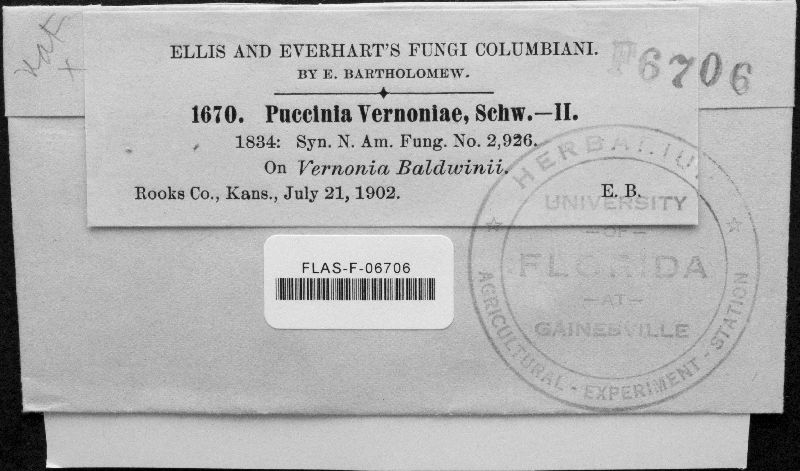 ELLIS AND EVERHART'S FUNGI COLUMBIANI.
BY E. BARTHOLOMEW.
F6706
1670. Puccinia Vernoniae, Schw.—II.
1834: Syn. N. Am. Fung. No. 2,926.
On Vernonia Baldwinii.
Rooks Co., Kans., July 21, 1902. E. B.
FLAS-F-06706
HERBARIUM
UNIVERSITY
—OF—
FLORIDA
—AT—
GAINESVILLE
AGRICULTURAL - EXPERIMENT - STATION